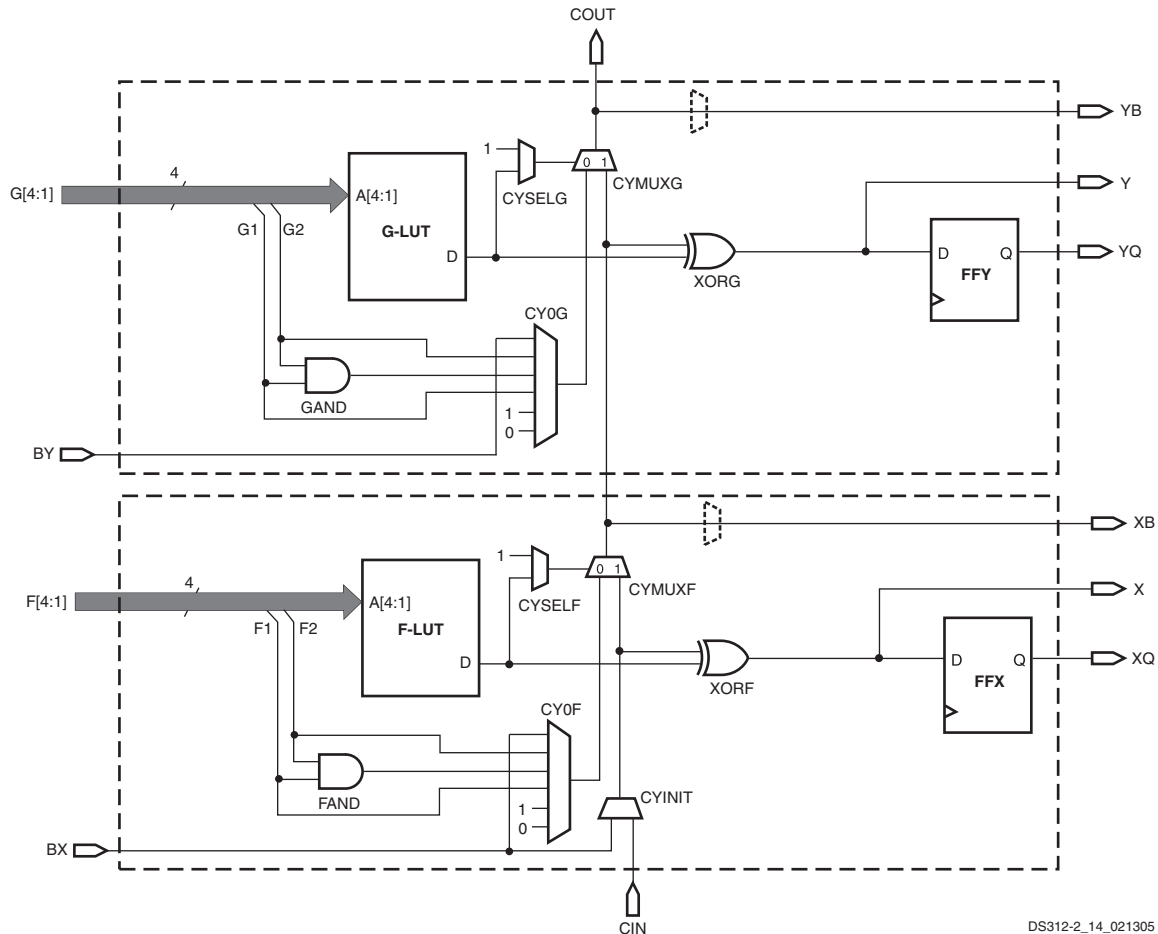 COUT
YB
4
1
0 1
G[4:1]
A[4:1]
CYMUXG
Y
CYSELG
G1
G2
G-LUT
D
D
Q
YQ
XORG
FFY
CY0G
GAND
1
0
BY
XB
1
0 1
4
CYMUXF
X
F[4:1]
A[4:1]
CYSELF
F1
F2
F-LUT
D
D
Q
XQ
XORF
FFX
CY0F
FAND
1
0
CYINIT
BX
CIN
DS312-2_14_021305